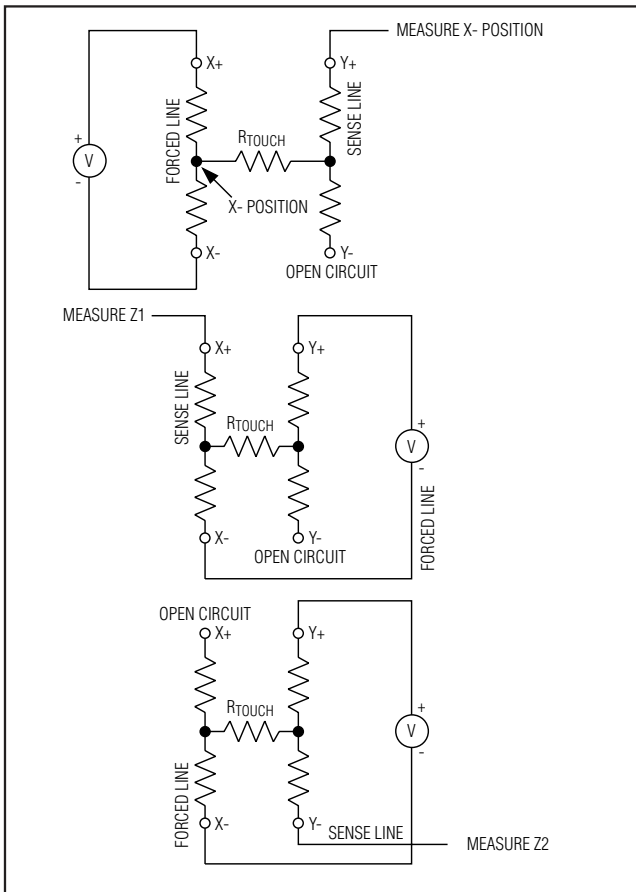 MEASURE X- POSITION
X+
Y+
FORCED LINE
SENSE LINE
RTOUCH
+
V
-
X- POSITION
X-
Y-
OPEN CIRCUIT
MEASURE Z1
X+
Y+
SENSE LINE
RTOUCH
+
V
-
FORCED LINE
X-
Y-
OPEN CIRCUIT
OPEN CIRCUIT
X+
Y+
RTOUCH
+
V
-
FORCED LINE
X-
Y-
SENSE LINE
MEASURE Z2